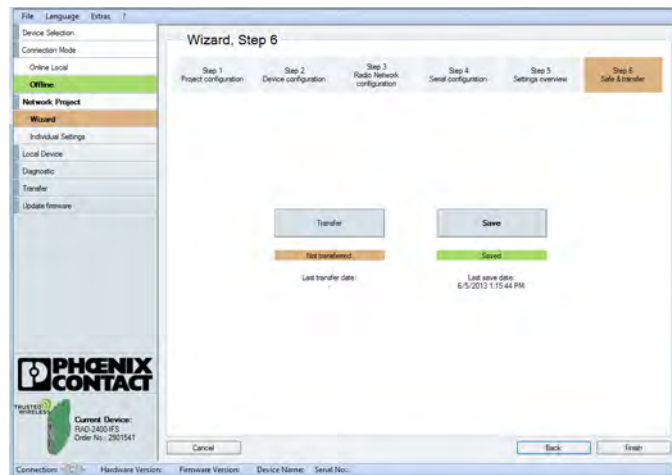 File Language Extras ?
Device Selection
Connection Mode
Online Local
Offline
Network Project
Wizard
Individual Settings
Local Device
Diagnostic
Transfer
Update firmware
Wizard, Step 6
Step 1
Project configuration
Step 2
Device configuration
Step 3
Radio Network
configuration
Step 4
Serial configuration
Step 5
Settings overview
Step 6
Safe & transfer
Transfer
Save
Not transferred
Saved
Last transfer date:
Last save date:
6/5/2013 1:15:44 PM
PHŒNIX
CONTACT
TRUSTED
WIRELESS
Current Device:
RAD-2400-IFS
Order No.: 2901541
Cancel
Back
Finish
Connection:
Hardware Version:
Firmware Version:
Device Name:
Serial No.: